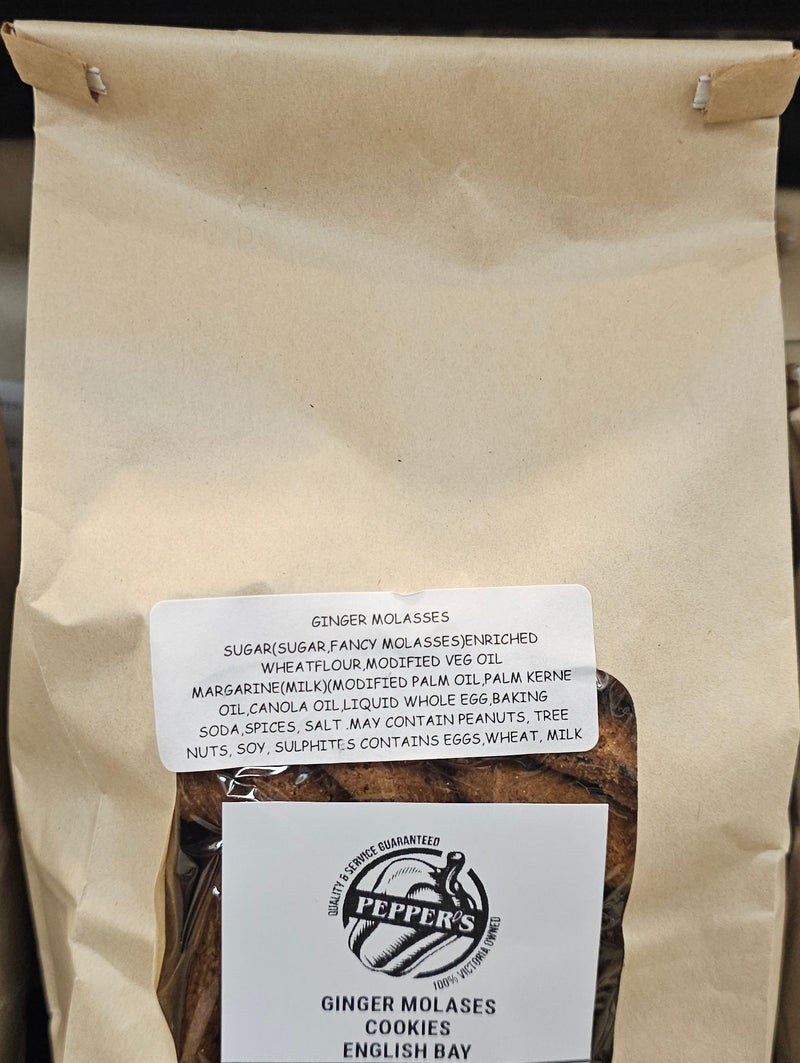 GINGER MOLASSES
SUGAR(SUGAR,FANCY MOLASSES)ENRICHED
WHEATFLOUR,MODIFIED VEG OIL
MARGARINE(MILK)(MODIFIED PALM OIL,PALM KERNE
OIL,CANOLA OIL,LIQUID WHOLE EGG,BAKING
SODA,SPICES, SALT .MAY CONTAIN PEANUTS, TREE
NUTS, SOY, SULPHITES CONTAINS EGGS,WHEAT, MILK
QUALITY & SERVICE GUARANTEED
PEPPER'S
100% VICTORIA OWNED
GINGER MOLASES
COOKIES
ENGLISH BAY